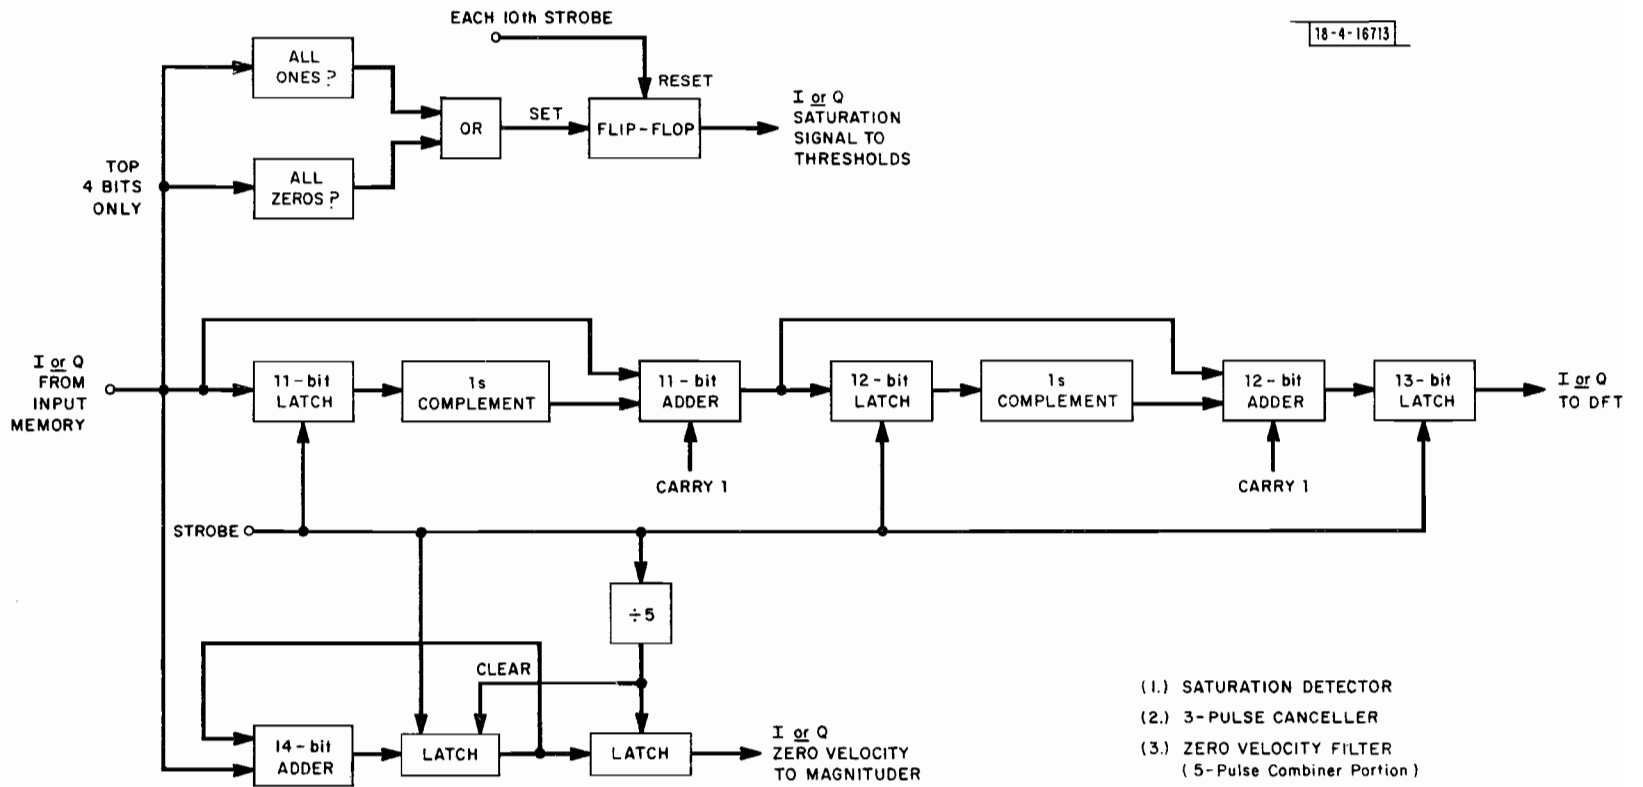 EACH 10th STROBE
18-4-16713
ALL
ONES?
RESET
I or Q
SATURATION
SIGNAL TO
THRESHOLDS
OR
SET
FLIP-FLOP
TOP
4 BITS
ONLY
ALL
ZEROS?
I or Q
FROM
INPUT
MEMORY
11-bit
LATCH
1s
COMPLEMENT
11-bit
ADDER
12-bit
LATCH
1s
COMPLEMENT
12-bit
ADDER
13-bit
LATCH
I or Q
TO DFT
CARRY 1
CARRY 1
STROBE
÷5
CLEAR
14-bit
ADDER
LATCH
LATCH
I or Q
ZERO VELOCITY
TO MAGNITUDER
(1.) SATURATION DETECTOR
(2.) 3-PULSE CANCELLER
(3.) ZERO VELOCITY FILTER
(5-Pulse Combiner Portion)